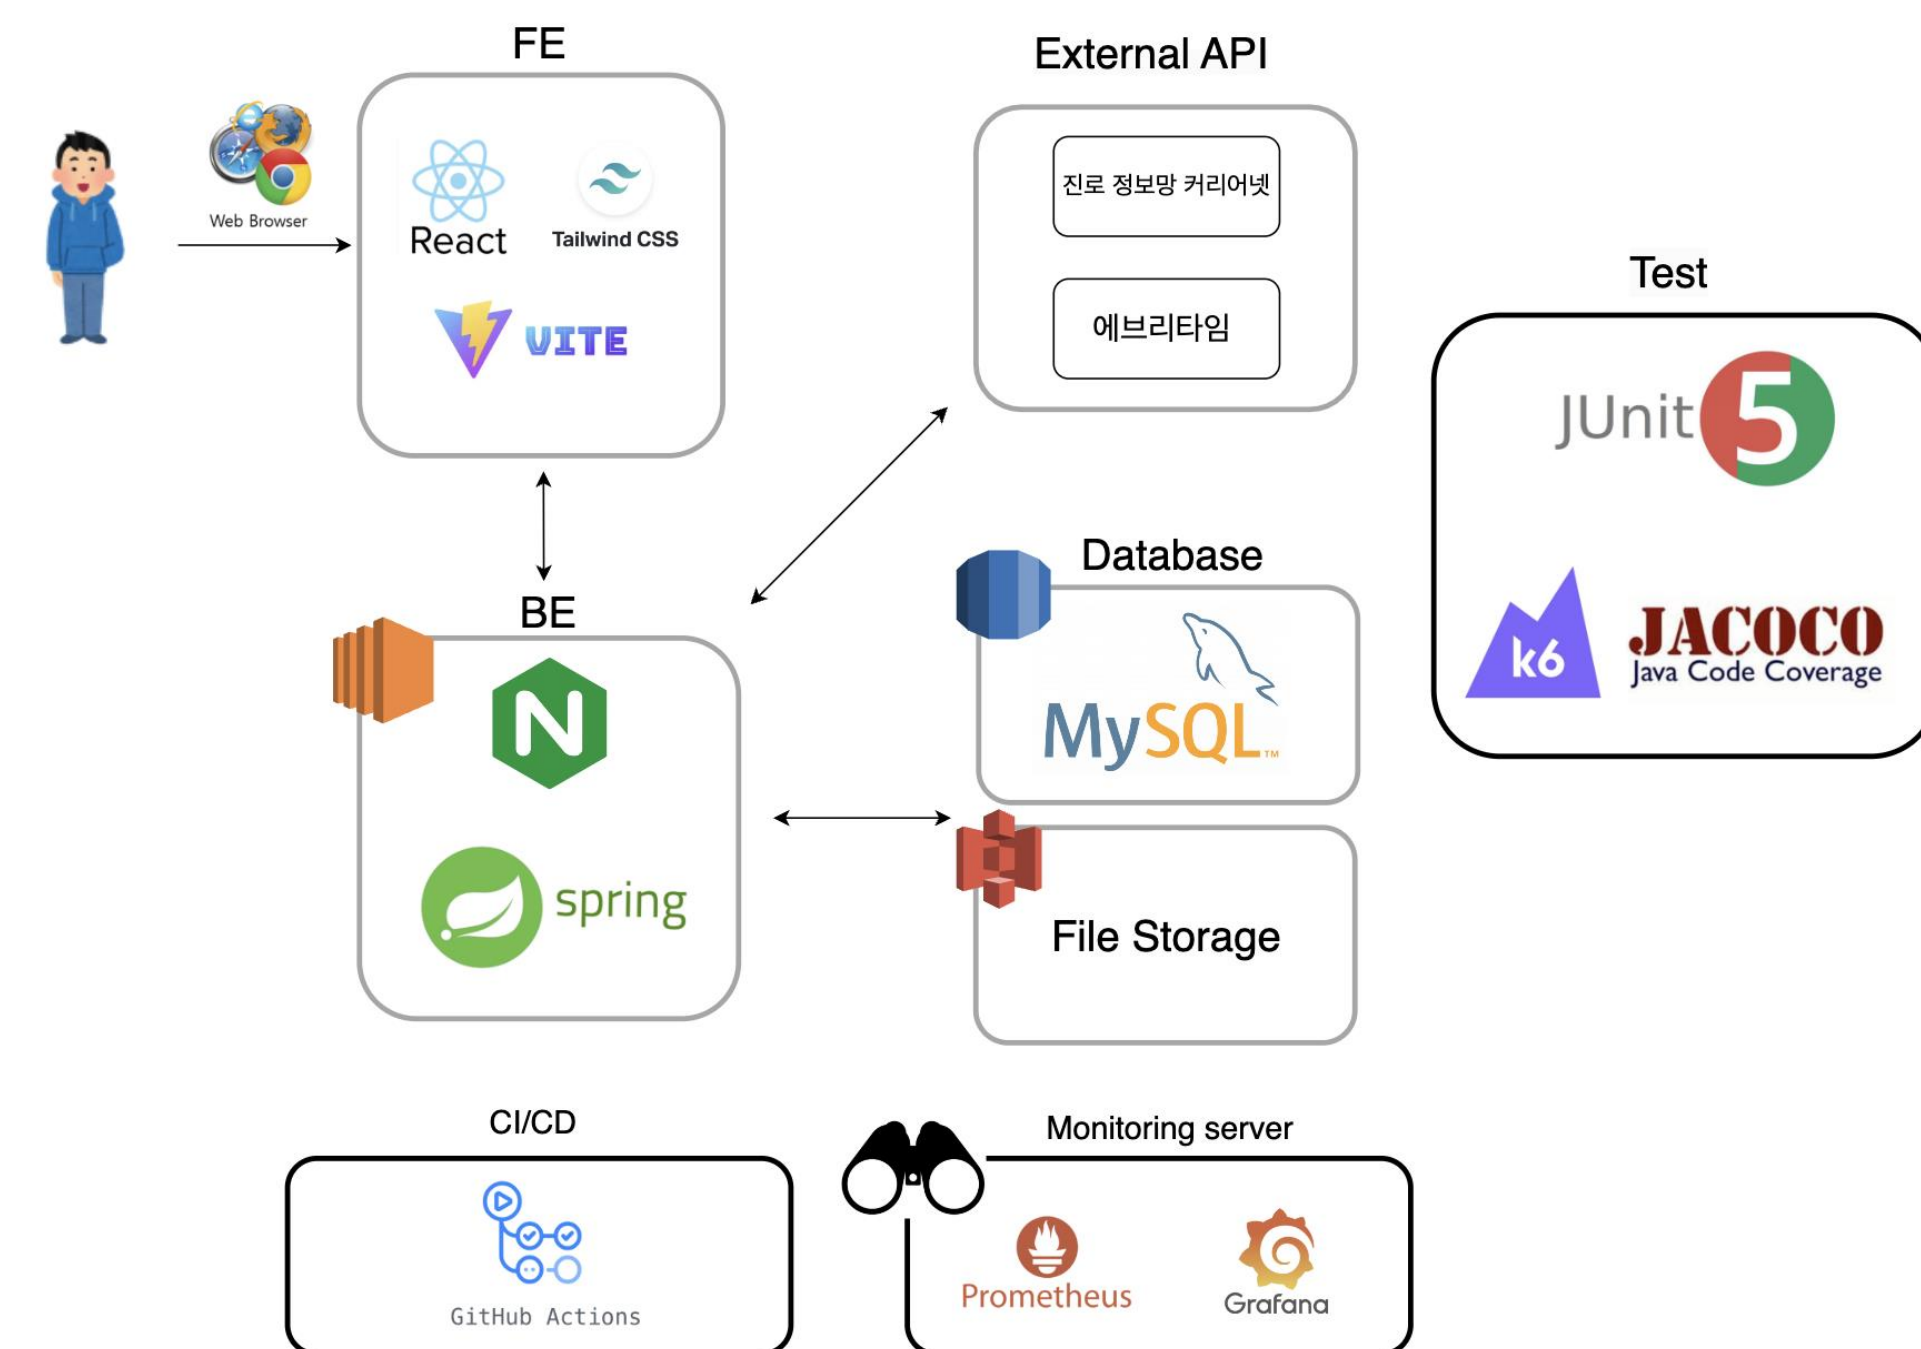 FE
External API
Web Browser
React
Tailwind CSS
VITE
진로 정보망 커리어넷
에브리타임
Test
JUnit 5
k6
JACOCO
Java Code Coverage
BE
N
spring
Database
MySQL™
File Storage
CI/CD
GitHub Actions
Monitoring server
Prometheus
Grafana